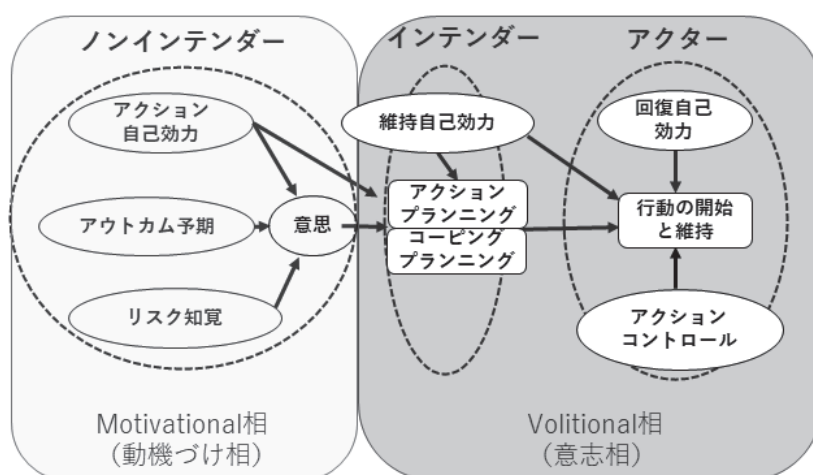 ノンインテンダー
インテンダー
アクター
アクション
自己効力
アウトカム予期
リスク知覚
意思
維持自己効力
アクション
プランニング
コーピング
プランニング
回復自己
効力
行動の開始
と維持
アクション
コントロール
Motivational相
(動機づけ相)
Volitional相
(意志相)